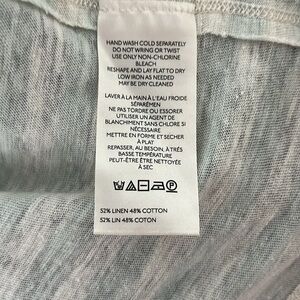 HAND WASH COLD SEPARATELY
DO NOT WRING OR TWIST
USE ONLY NON-CHLORINE
BLEACH
RESHAPE AND LAY FLAT TO DRY
LOW IRON AS NEEDED
MAY BE DRY CLEANED
LAVER À LA MAIN À L'EAU FROIDE
SÉPARÉMEN
NE PAS TORDRE OU ESSORER
UTILISER UN AGENT DE
BLANCHIMENT SANS CHLORE SI
NÉCESSAIRE
METTRE EN FORME ET SÉCHER
À PLAT
REPASSER, AU BESOIN, À TRÈS
BASSE TEMPÉRATURE
PEUT-ÊTRE ÊTRE NETTOYÉE
À SEC
52% LINEN 48% COTTON
52% LIN 48% COTON